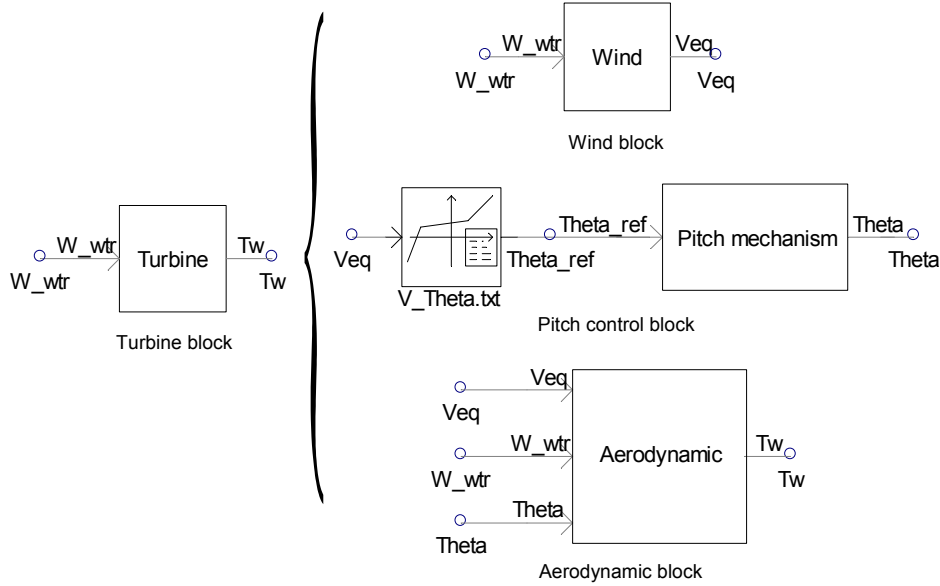 W_wtr
W_wtr
Turbine
Tw
Tw
Turbine block
W_wtr
W_wtr
Wind
Veq
Veq
Wind block
Veq
V_Theta.txt
Theta_ref
Theta_ref
Pitch mechanism
Theta
Theta
Pitch control block
Veq
Veq
W_wtr
W_wtr
Theta
Theta
Aerodynamic
Tw
Tw
Aerodynamic block